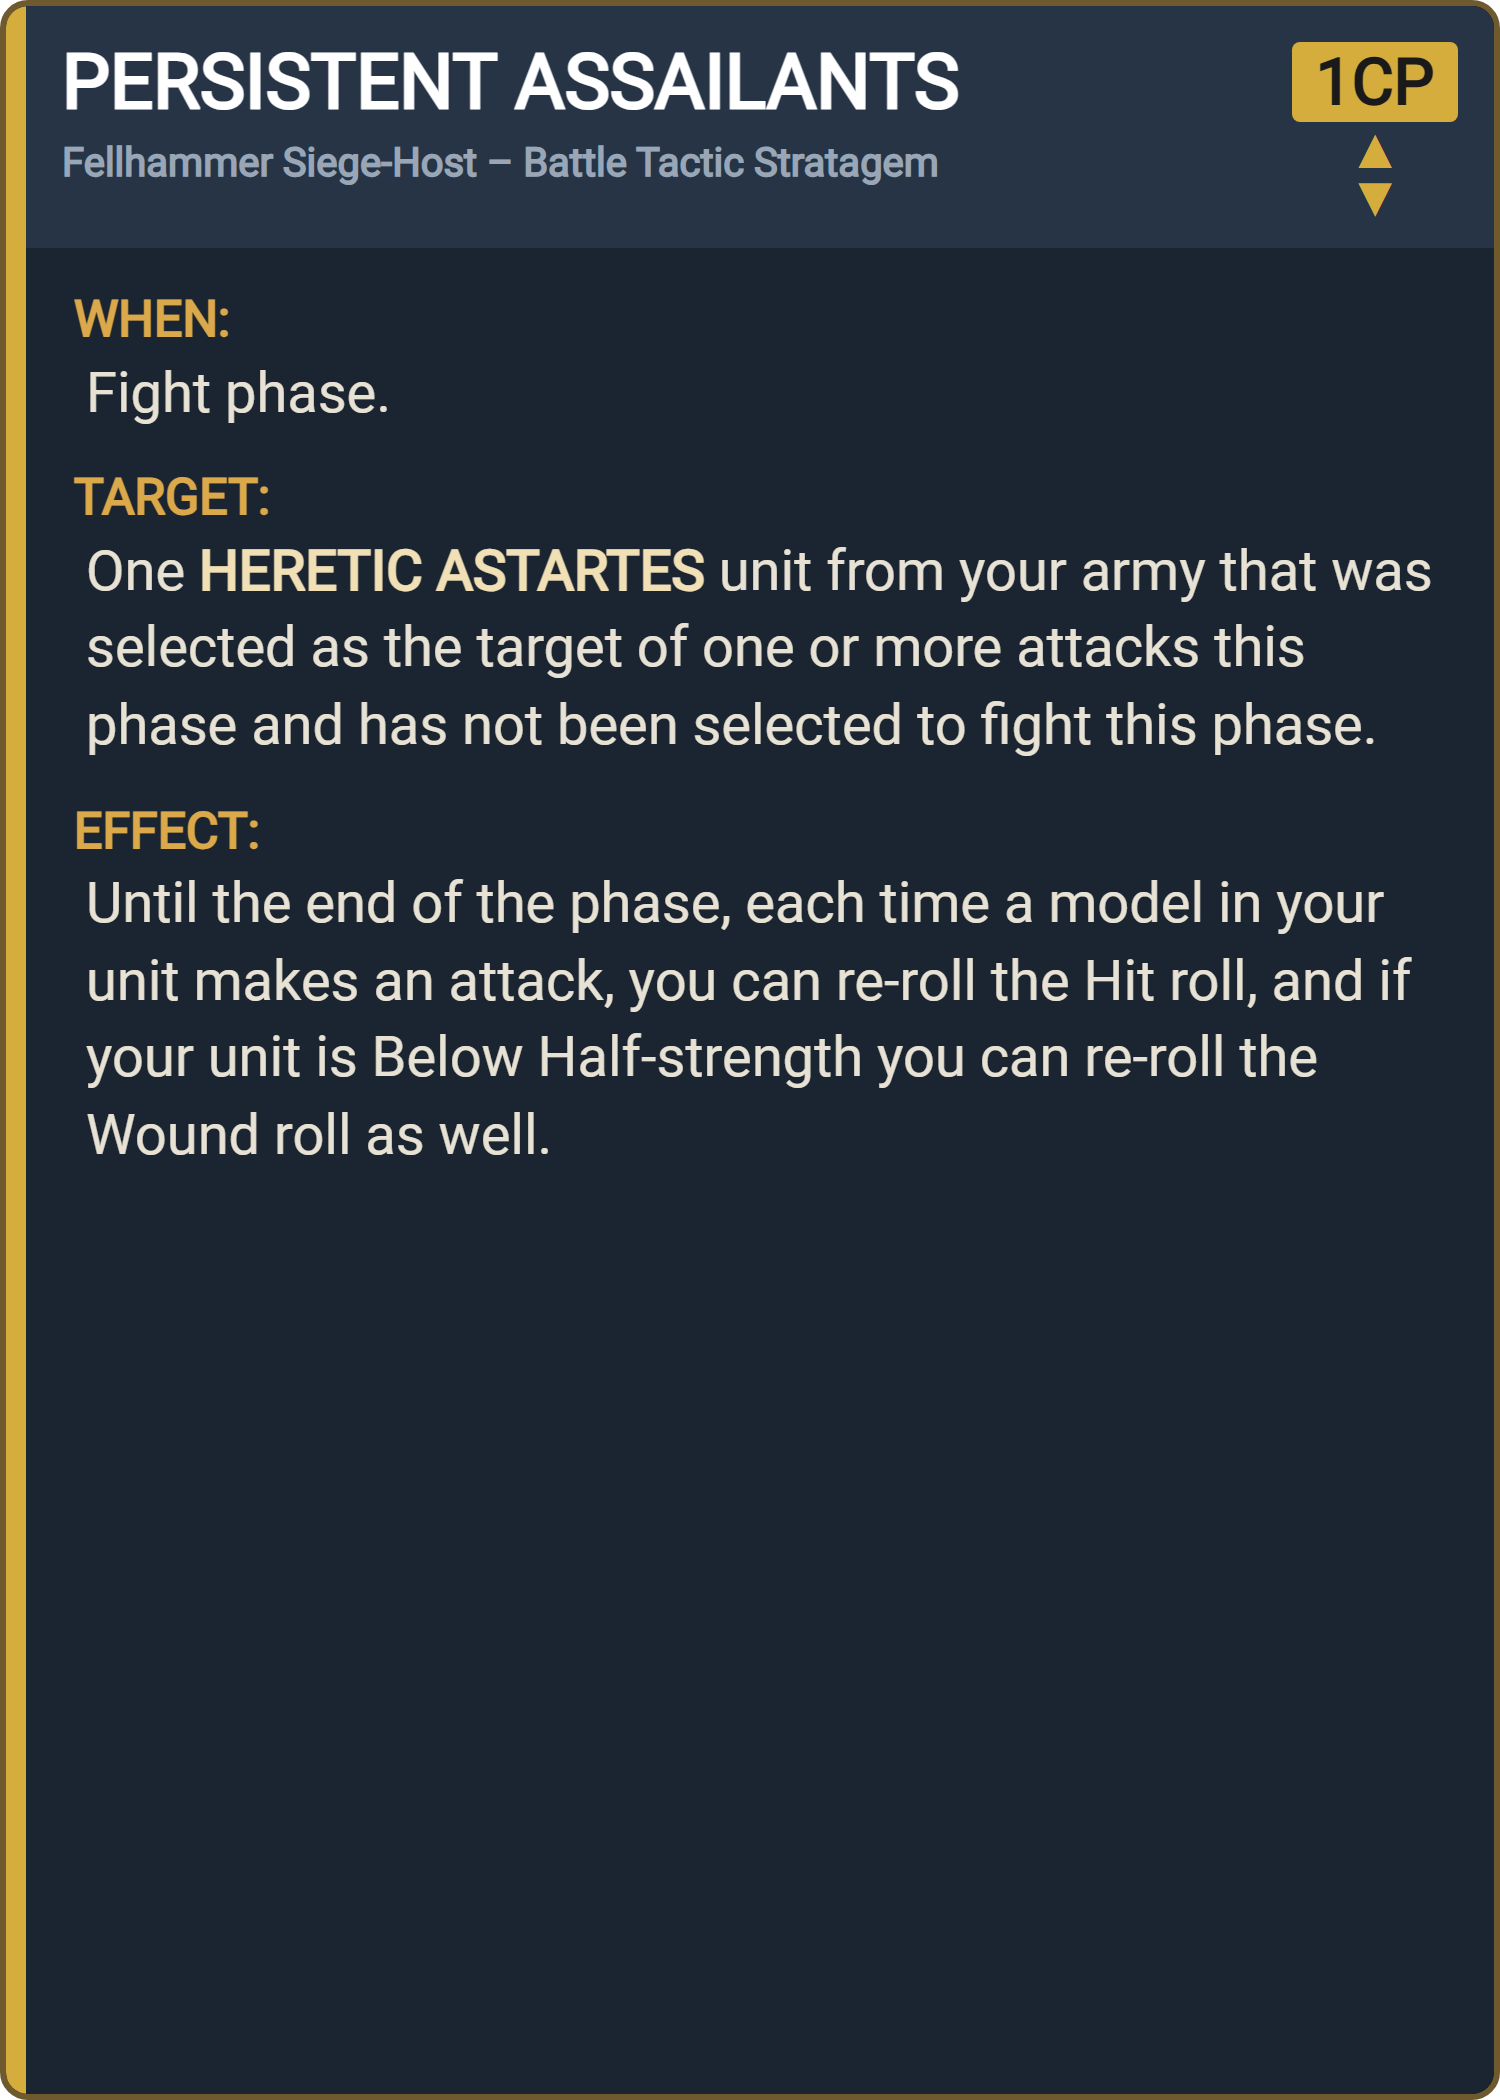 PERSISTENT ASSAILANTS
1CP
Fellhammer Siege-Host – Battle Tactic Stratagem
WHEN:
Fight phase.
TARGET:
One HERETIC ASTARTES unit from your army that was
selected as the target of one or more attacks this
phase and has not been selected to fight this phase.
EFFECT:
Until the end of the phase, each time a model in your
unit makes an attack, you can re-roll the Hit roll, and if
your unit is Below Half-strength you can re-roll the
Wound roll as well.